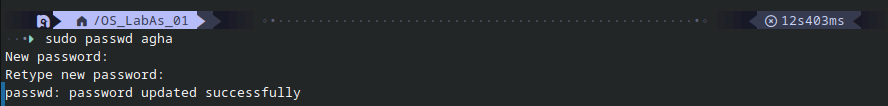 /OS_LabAs_01 12s403ms
sudo passwd agha
New password:
Retype new password:
passwd: password updated successfully